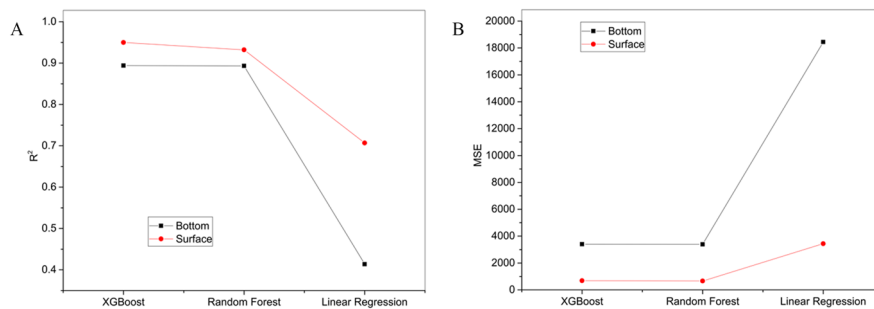 A
1.0
0.9
0.8
0.7
0.6
0.5
0.4
R²
Bottom
Surface
XGBoost
Random Forest
Linear Regression
B
20000
18000
16000
14000
12000
10000
8000
6000
4000
2000
0
MSE
Bottom
Surface
XGBoost
Random Forest
Linear Regression